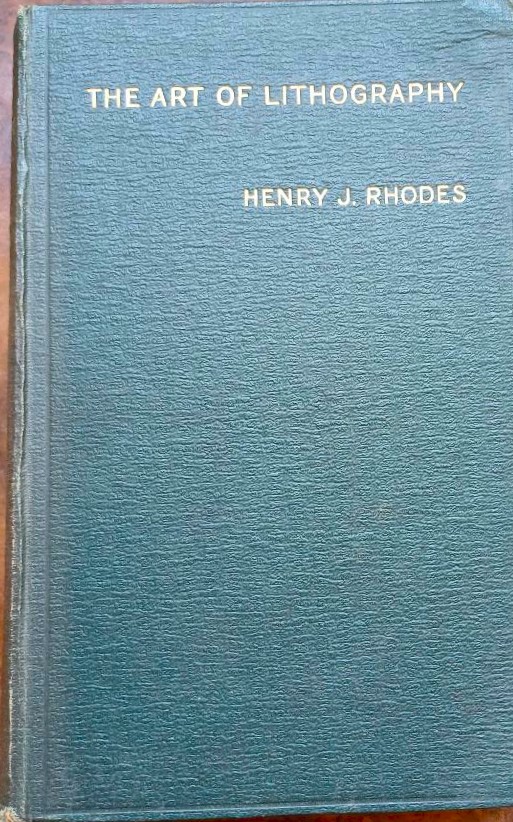 THE ART OF LITHOGRAPHY
HENRY J. RHODES